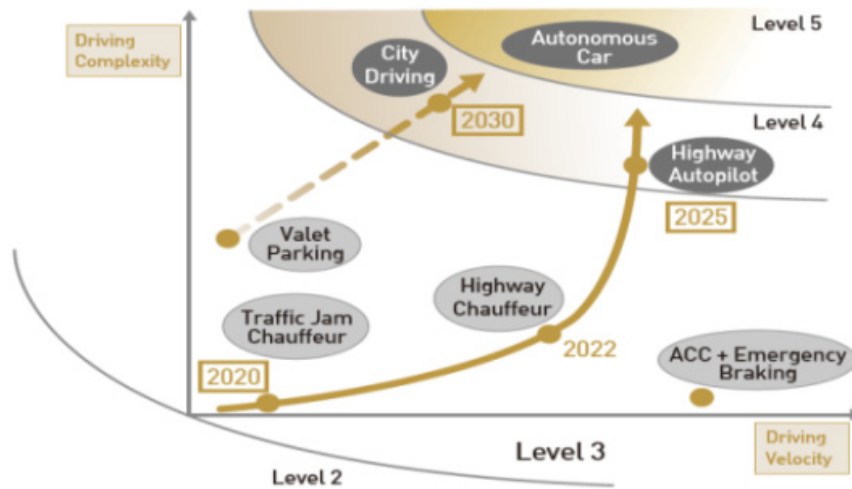 Driving
Complexity
City
Driving
Autonomous
Car
Level 5
2030
Level 4
Highway
Autopilot
2025
Valet
Parking
Highway
Chauffeur
Traffic Jam
Chauffeur
2022
ACC + Emergency
Braking
2020
Level 3
Driving
Velocity
Level 2